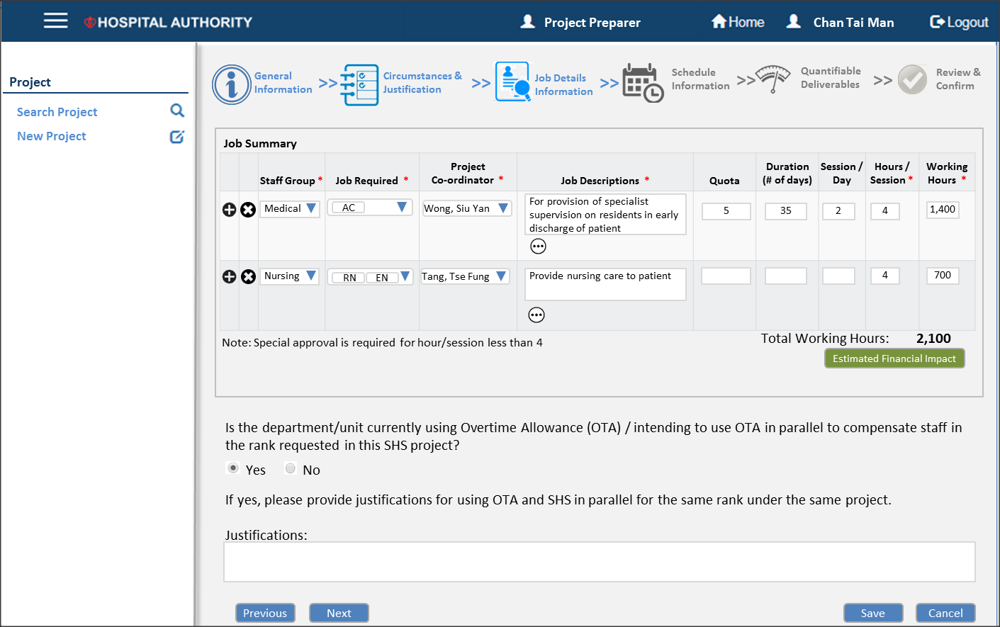 HOSPITAL AUTHORITY
Project Preparer
Home
Chan Tai Man
Logout
Project
Search Project
New Project
General
Information
>>
Circumstances &
Justification
>>
Job Details
Information
>>
Schedule
Information
>>
Quantifiable
Deliverables
>>
Review &
Confirm
Job Summary
Staff Group *
Job Required *
Project
Co-ordinator *
Job Descriptions *
Quota
Duration
(# of days)
Session /
Day
Hours /
Session *
Working
Hours *
Medical
AC
Wong, Siu Yan
For provision of specialist
supervision on residents in early
discharge of patient
5
35
2
4
1,400
Nursing
RN EN
Tang, Tse Fung
Provide nursing care to patient
4
700
Note: Special approval is required for hour/session less than 4
Total Working Hours: 2,100
Estimated Financial Impact
Is the department/unit currently using Overtime Allowance (OTA) / intending to use OTA in parallel to compensate staff in
the rank requested in this SHS project?
Yes No
If yes, please provide justifications for using OTA and SHS in parallel for the same rank under the same project.
Justifications:
Previous
Next
Save
Cancel